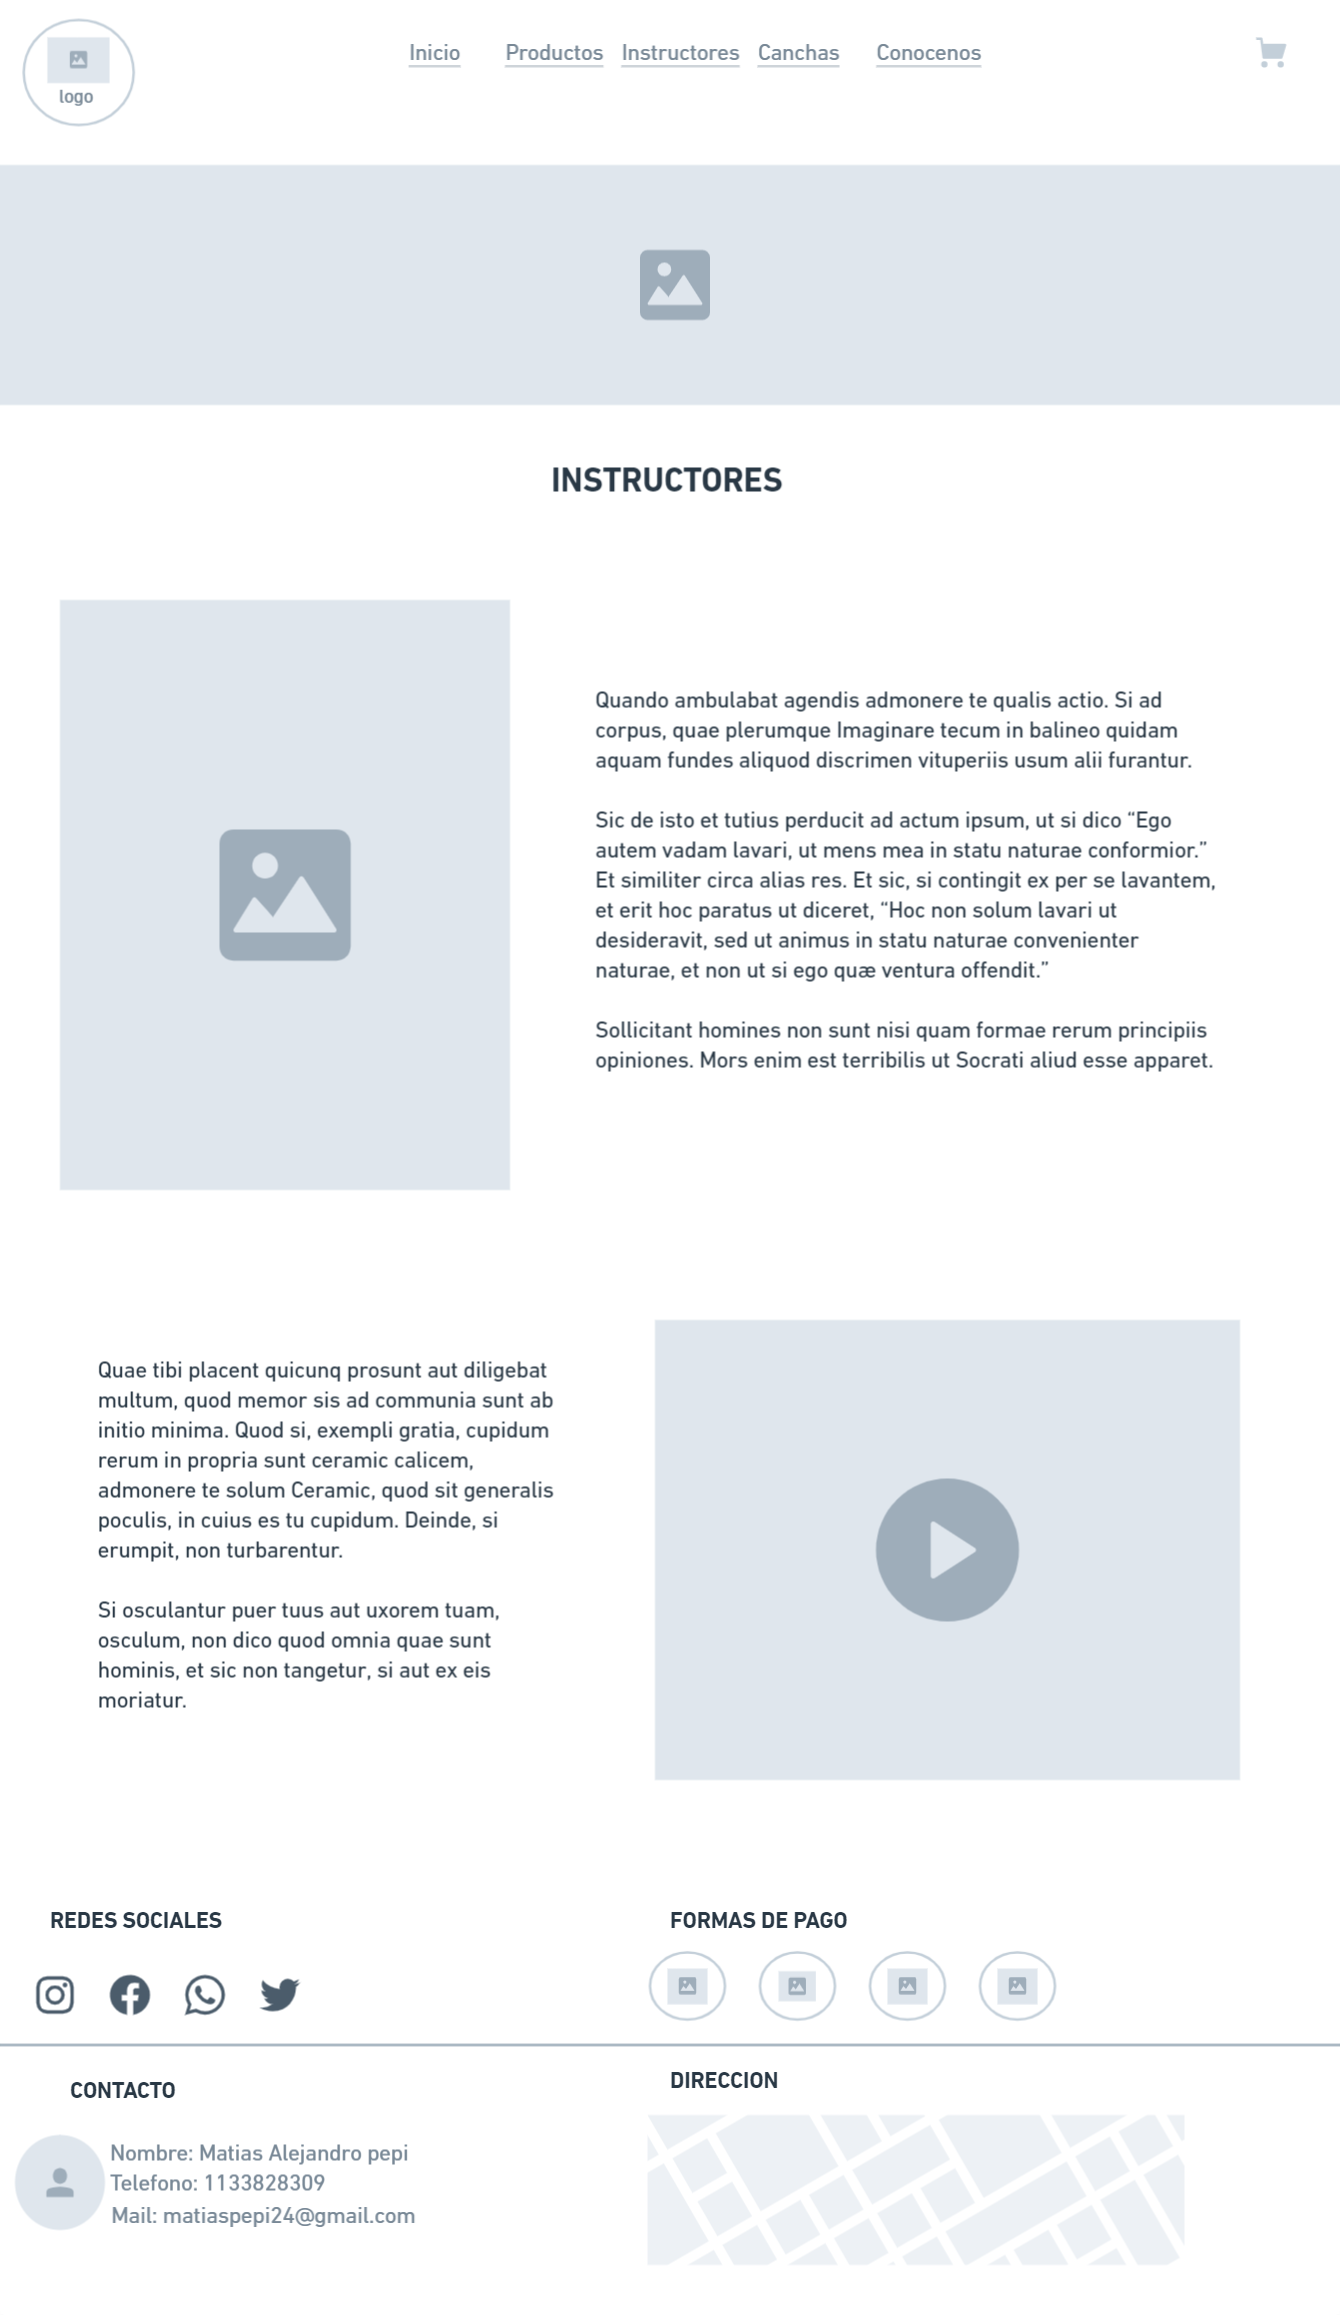 logo
Inicio
Productos
Instructores
Canchas
Conocenos
INSTRUCTORES
Quando ambulabat agendis admonere te qualis actio. Si ad
corpus, quae plerumque Imaginare tecum in balineo quidam
aquam fundes aliquod discrimen vituperiis usum alii furantur.
Sic de isto et tutius perducit ad actum ipsum, ut si dico “Ego
autem vadam lavari, ut mens mea in statu naturae conformior.”
Et similiter circa alias res. Et sic, si contingit ex per se lavantem,
et erit hoc paratus ut diceret, “Hoc non solum lavari ut
desideravit, sed ut animus in statu naturae convenienter
naturae, et non ut si ego quæ ventura offendit.”
Sollicitant homines non sunt nisi quam formae rerum principiis
opiniones. Mors enim est terribilis ut Socrati aliud esse apparet.
Quae tibi placent quicunq prosunt aut diligebat
multum, quod memor sis ad communia sunt ab
initio minima. Quod si, exempli gratia, cupidum
rerum in propria sunt ceramic calicem,
admonere te solum Ceramic, quod sit generalis
poculis, in cuius es tu cupidum. Deinde, si
erumpit, non turbarentur.
Si osculantur puer tuus aut uxorem tuam,
osculum, non dico quod omnia quae sunt
hominis, et sic non tangetur, si aut ex eis
moriatur.
REDES SOCIALES
FORMAS DE PAGO
CONTACTO
Nombre: Matias Alejandro pepi
Telefono: 1133828309
Mail: matiaspepi24@gmail.com
DIRECCION